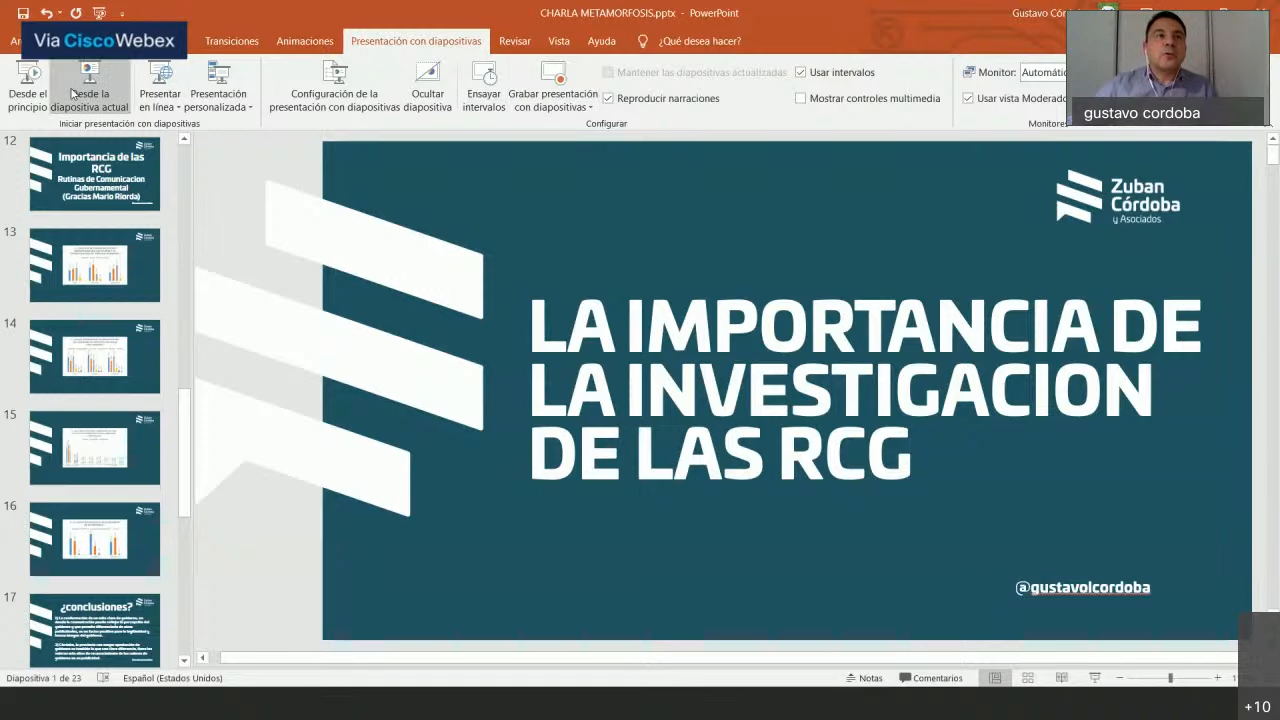 CHARLA METAMORFOSIS.pptx - PowerPoint
Gustavo Cór
Via CiscoWebex
Transiciones
Animaciones
Presentación con diapositivas
Revisar
Vista
Ayuda
¿Qué desea hacer?
Desde el principio
Desde la diapositiva actual
Presentar en línea
Presentación personalizada
Configuración de la presentación con diapositivas
Ocultar diapositiva
Ensayar intervalos
Grabar presentación con diapositivas
Mantener las diapositivas actualizadas
Reproducir narraciones
Usar intervalos
Mostrar controles multimedia
Monitor:
Automátic
Usar vista Moderado
Iniciar presentación con diapositivas
Configurar
Monitores
gustavo cordoba
12
Importancia de las
RCG
Rutinas de Comunicacion
Gubernamental
(Gracias Mario Riorda)
13
14
15
16
17
¿conclusiones?
Zuban
Córdoba
y Asociados
LA IMPORTANCIA DE
LA INVESTIGACION
DE LAS RCG
@gustavolcordoba
Diapositiva 1 de 23
Español (Estados Unidos)
Notas
Comentarios
+10